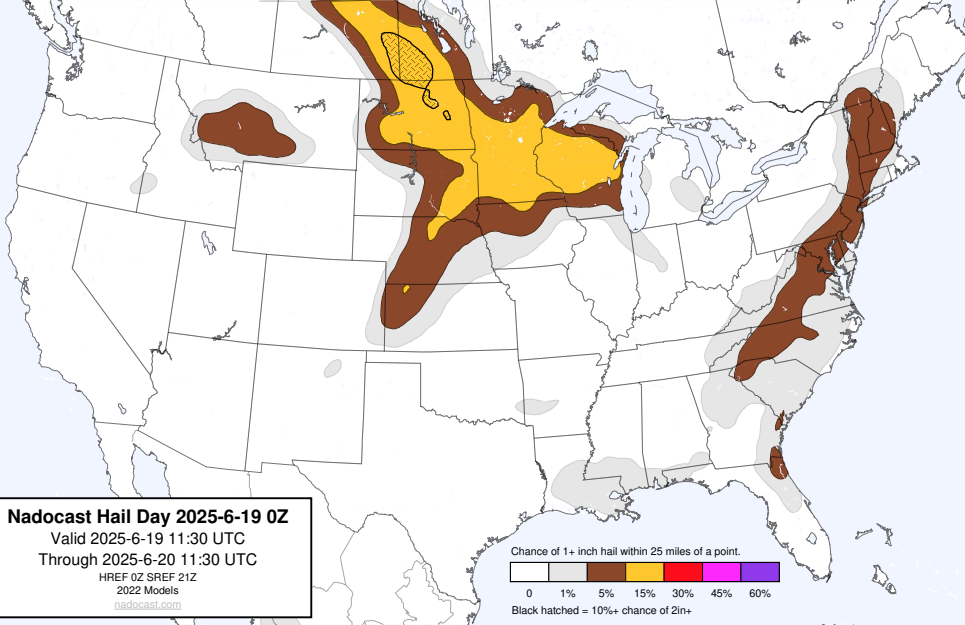 Nadocast Hail Day 2025-6-19 0Z
Valid 2025-6-19 11:30 UTC
Through 2025-6-20 11:30 UTC
HREF 0Z SREF 21Z
2022 Models
nadocast.com
Chance of 1+ inch hail within 25 miles of a point.
0 1% 5% 15% 30% 45% 60%
Black hatched = 10%+ chance of 2in+